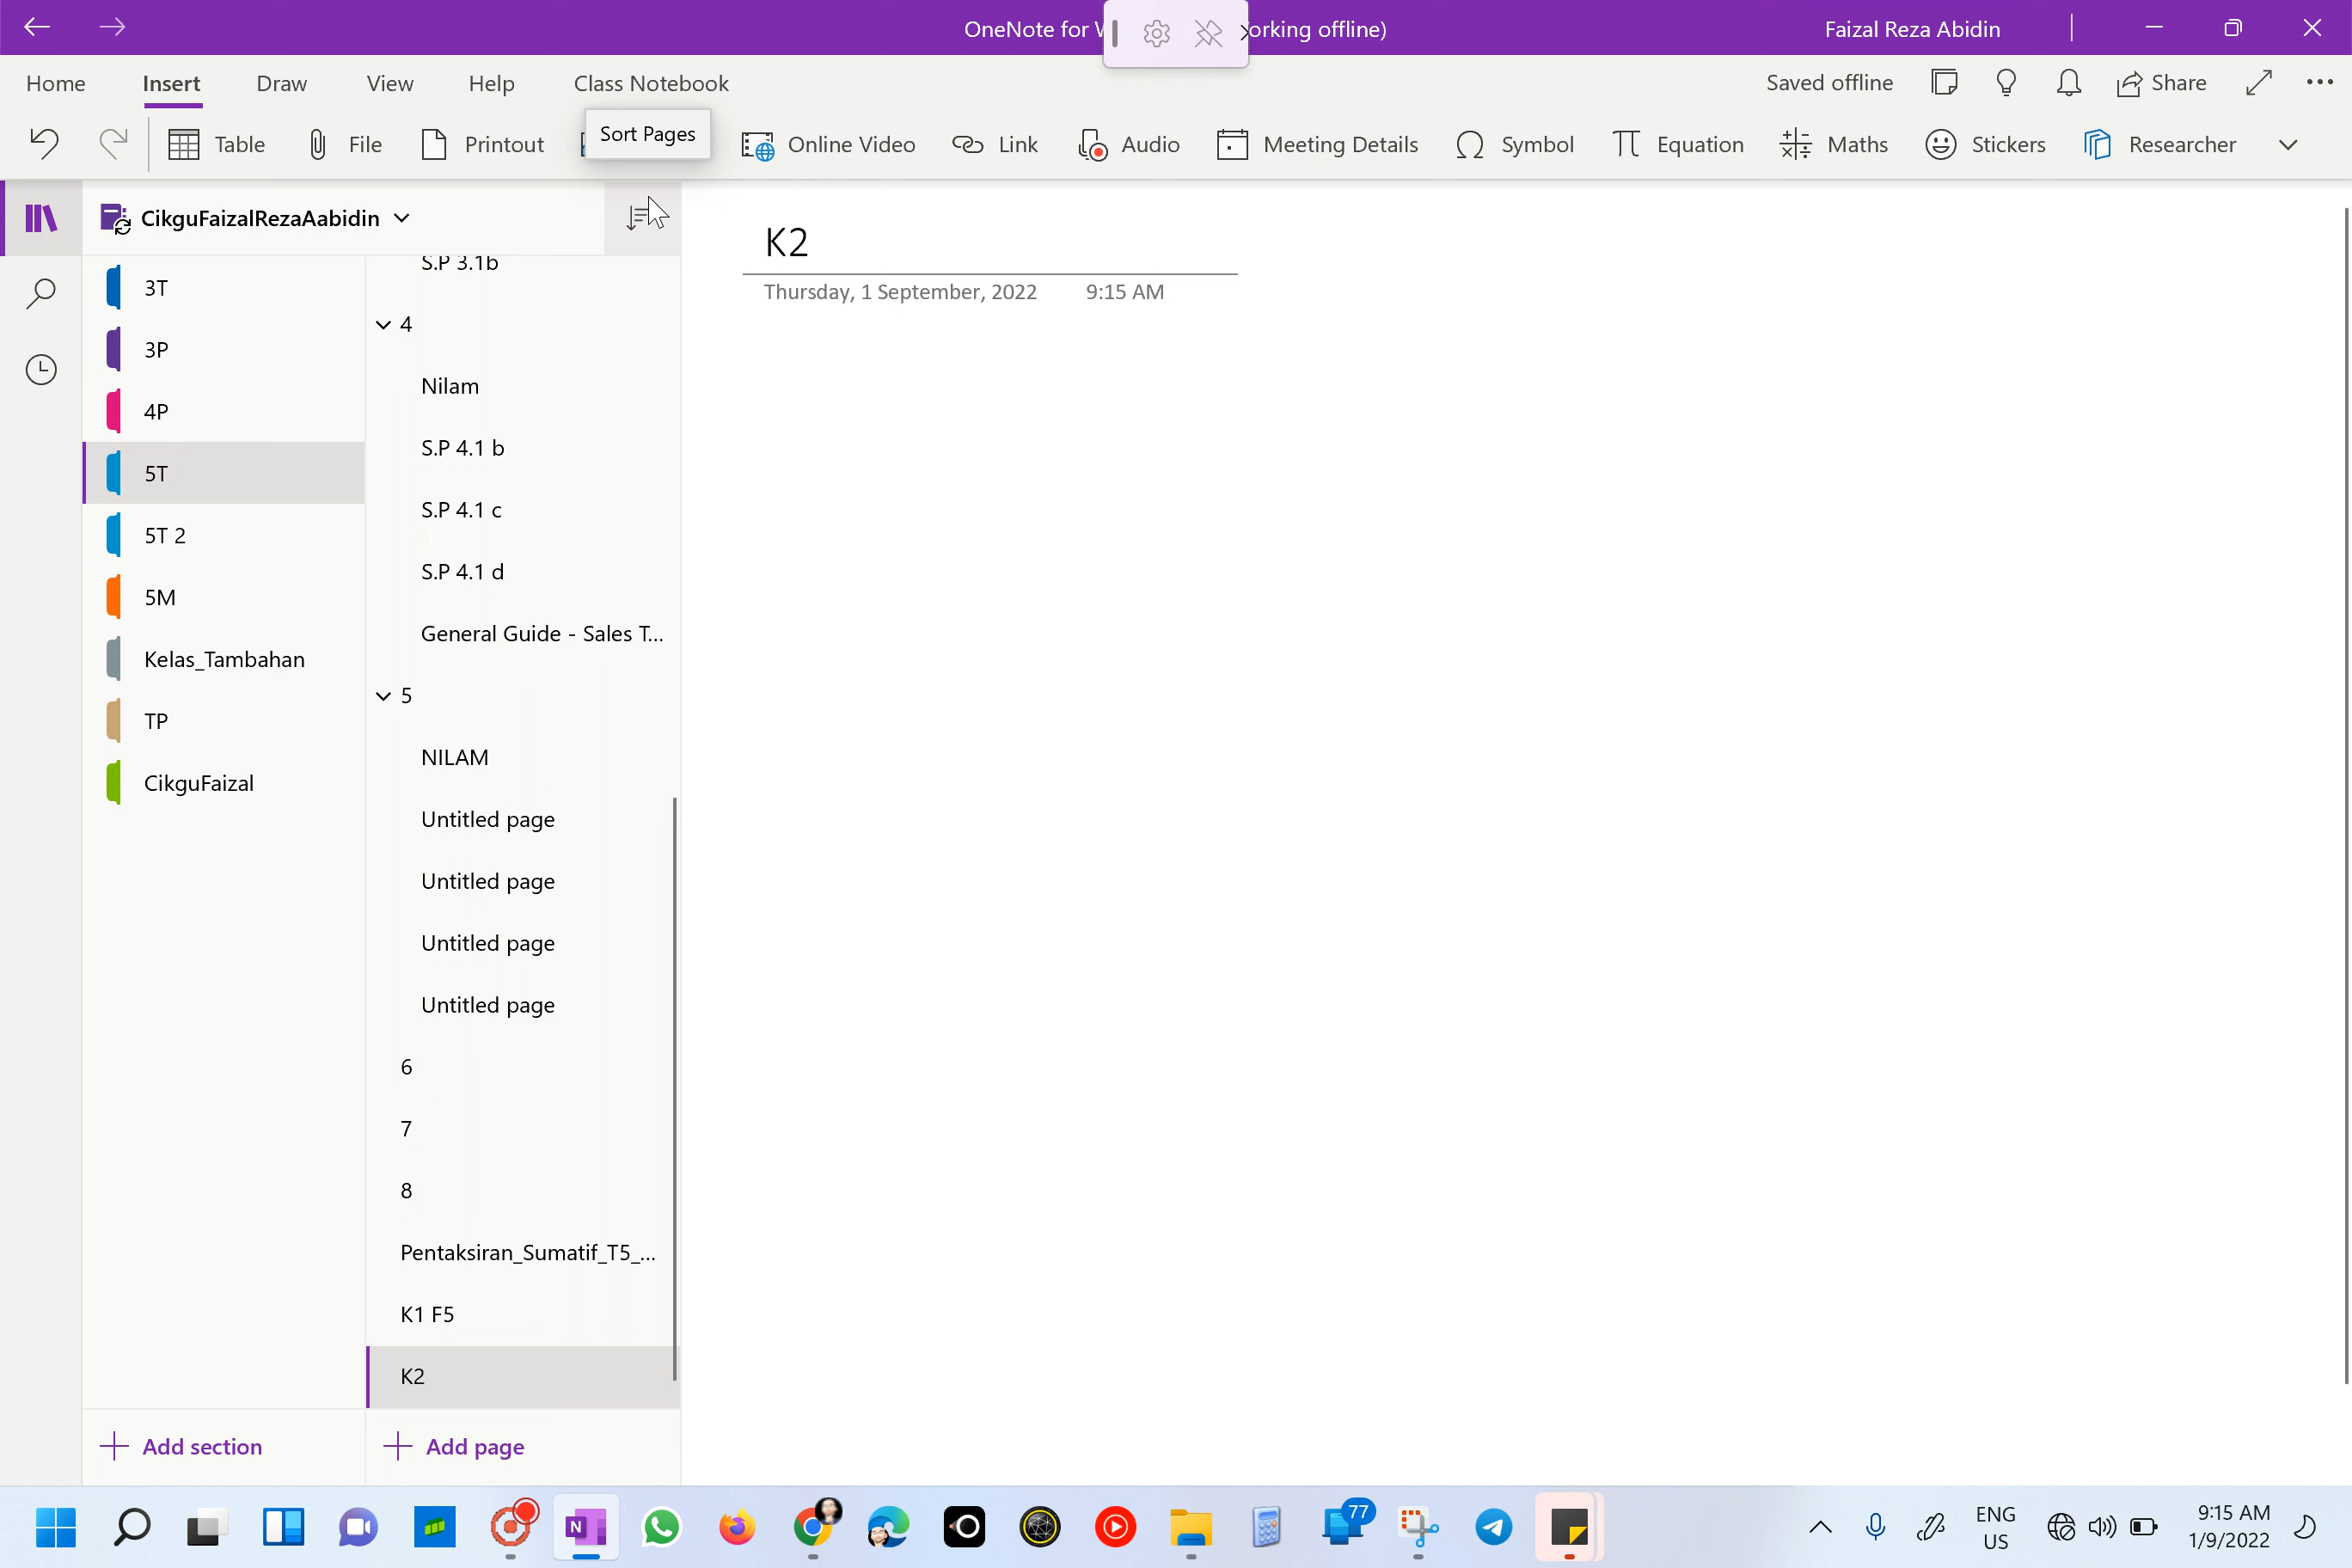 OneNote for W
orking offline)
Faizal Reza Abidin
Home
Insert
Draw
View
Help
Class Notebook
Saved offline
Share
Table
File
Printout
Sort Pages
Online Video
Link
Audio
Meeting Details
Symbol
Equation
Maths
Stickers
Researcher
CikguFaizalRezaAabidin
3T
3P
4P
5T
5T 2
5M
Kelas_Tambahan
TP
CikguFaizal
Add section
S.P 3.1b
4
Nilam
S.P 4.1 b
S.P 4.1 c
S.P 4.1 d
General Guide - Sales T...
5
NILAM
Untitled page
Untitled page
Untitled page
Untitled page
6
7
8
Pentaksiran_Sumatif_T5_...
K1 F5
K2
Add page
K2
Thursday, 1 September, 2022 9:15 AM
77
ENG
US
9:15 AM
1/9/2022